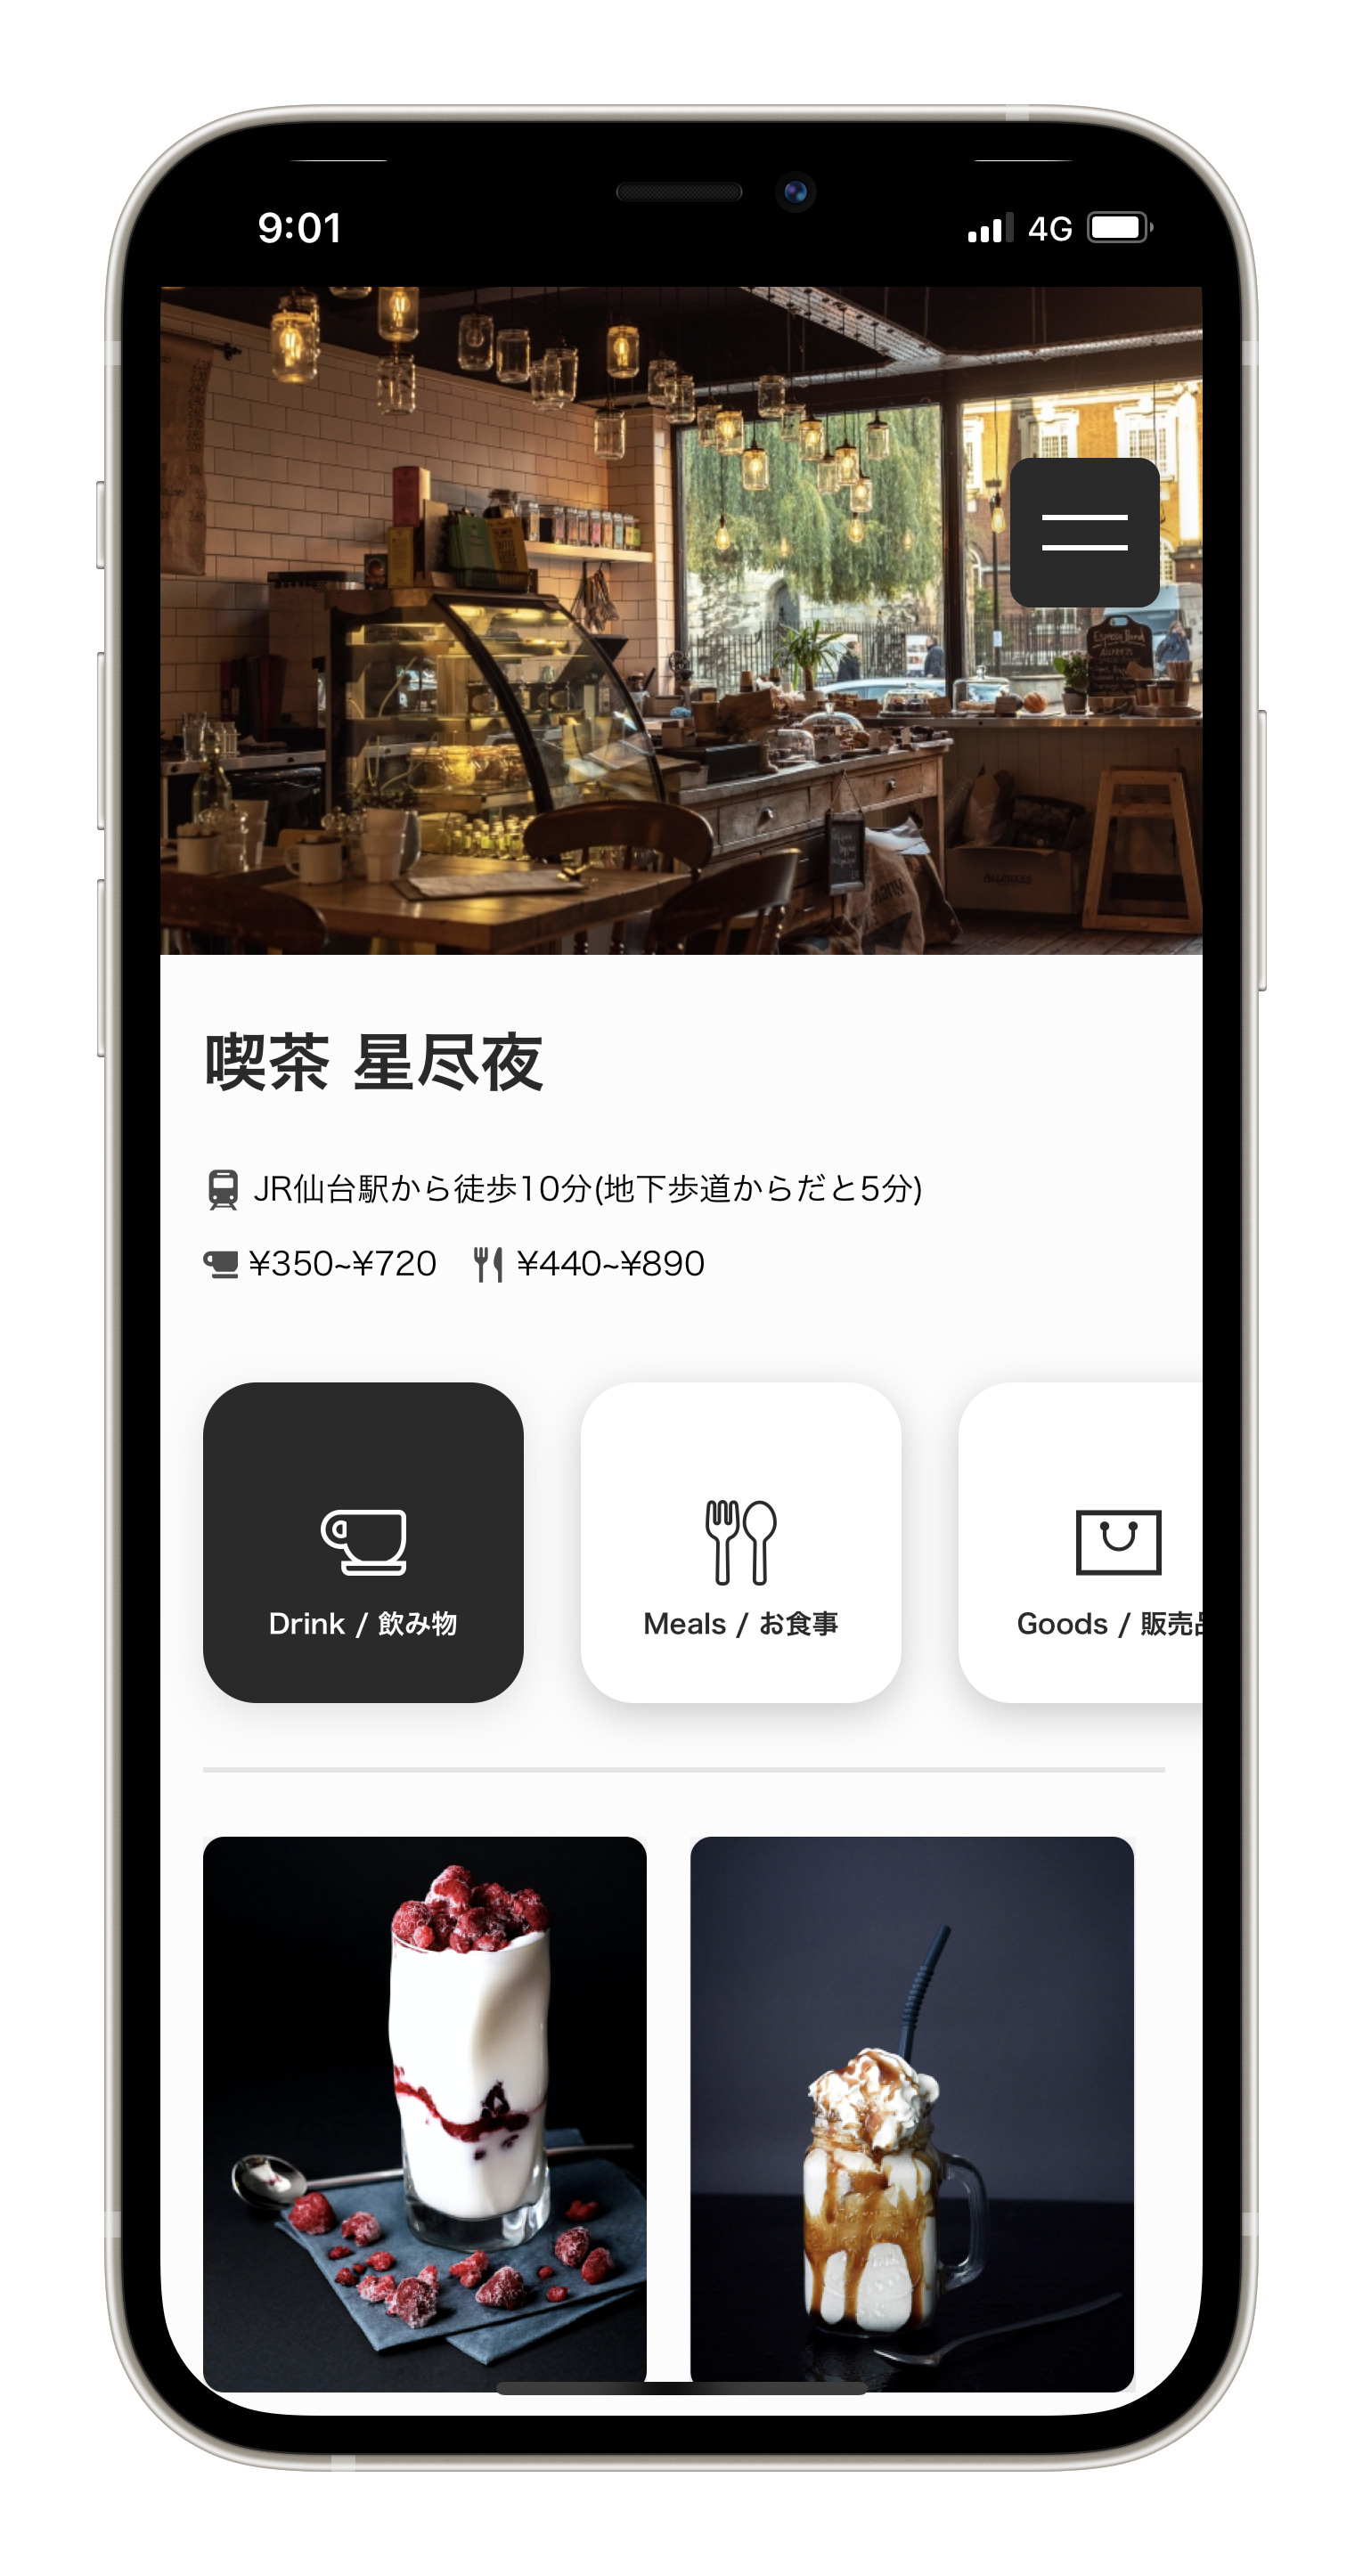 9:01
4G
喫茶 星尽夜
JR仙台駅から徒歩10分(地下歩道からだと5分)
¥350~¥720 ¥440~¥890
Drink / 飲み物
Meals / お食事
Goods / 販売